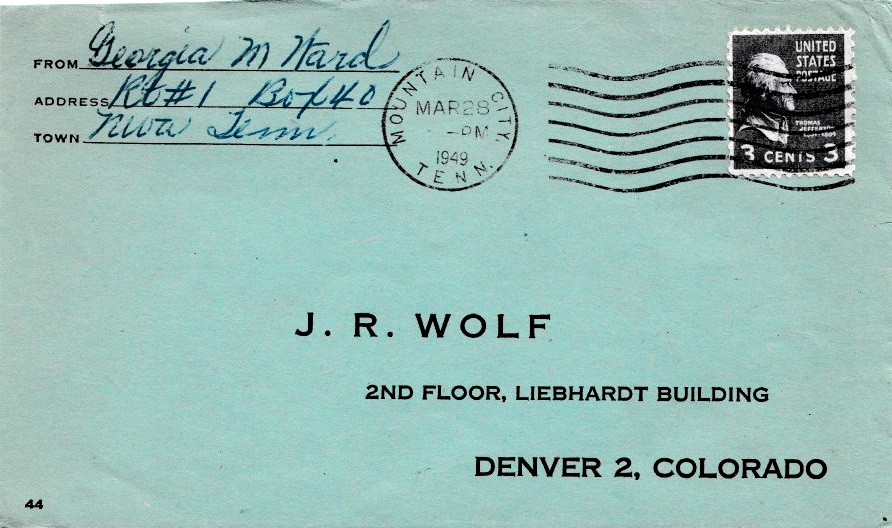 FROM Georgia M Ward
ADDRESS Rt#1 Box 40
TOWN Neva Tenn.
MOUNTAIN CITY,
MAR 28
-PM
1949
TENN.
UNITED
STATES
POSTAGE
THOMAS
JEFFERSON
3 CENTS 3
J. R. WOLF
2ND FLOOR, LIEBHARDT BUILDING
DENVER 2, COLORADO
44